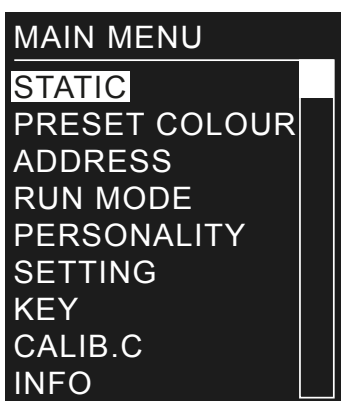 MAIN MENU
STATIC
PRESET COLOUR
ADDRESS
RUN MODE
PERSONALITY
SETTING
KEY
CALIB.C
INFO